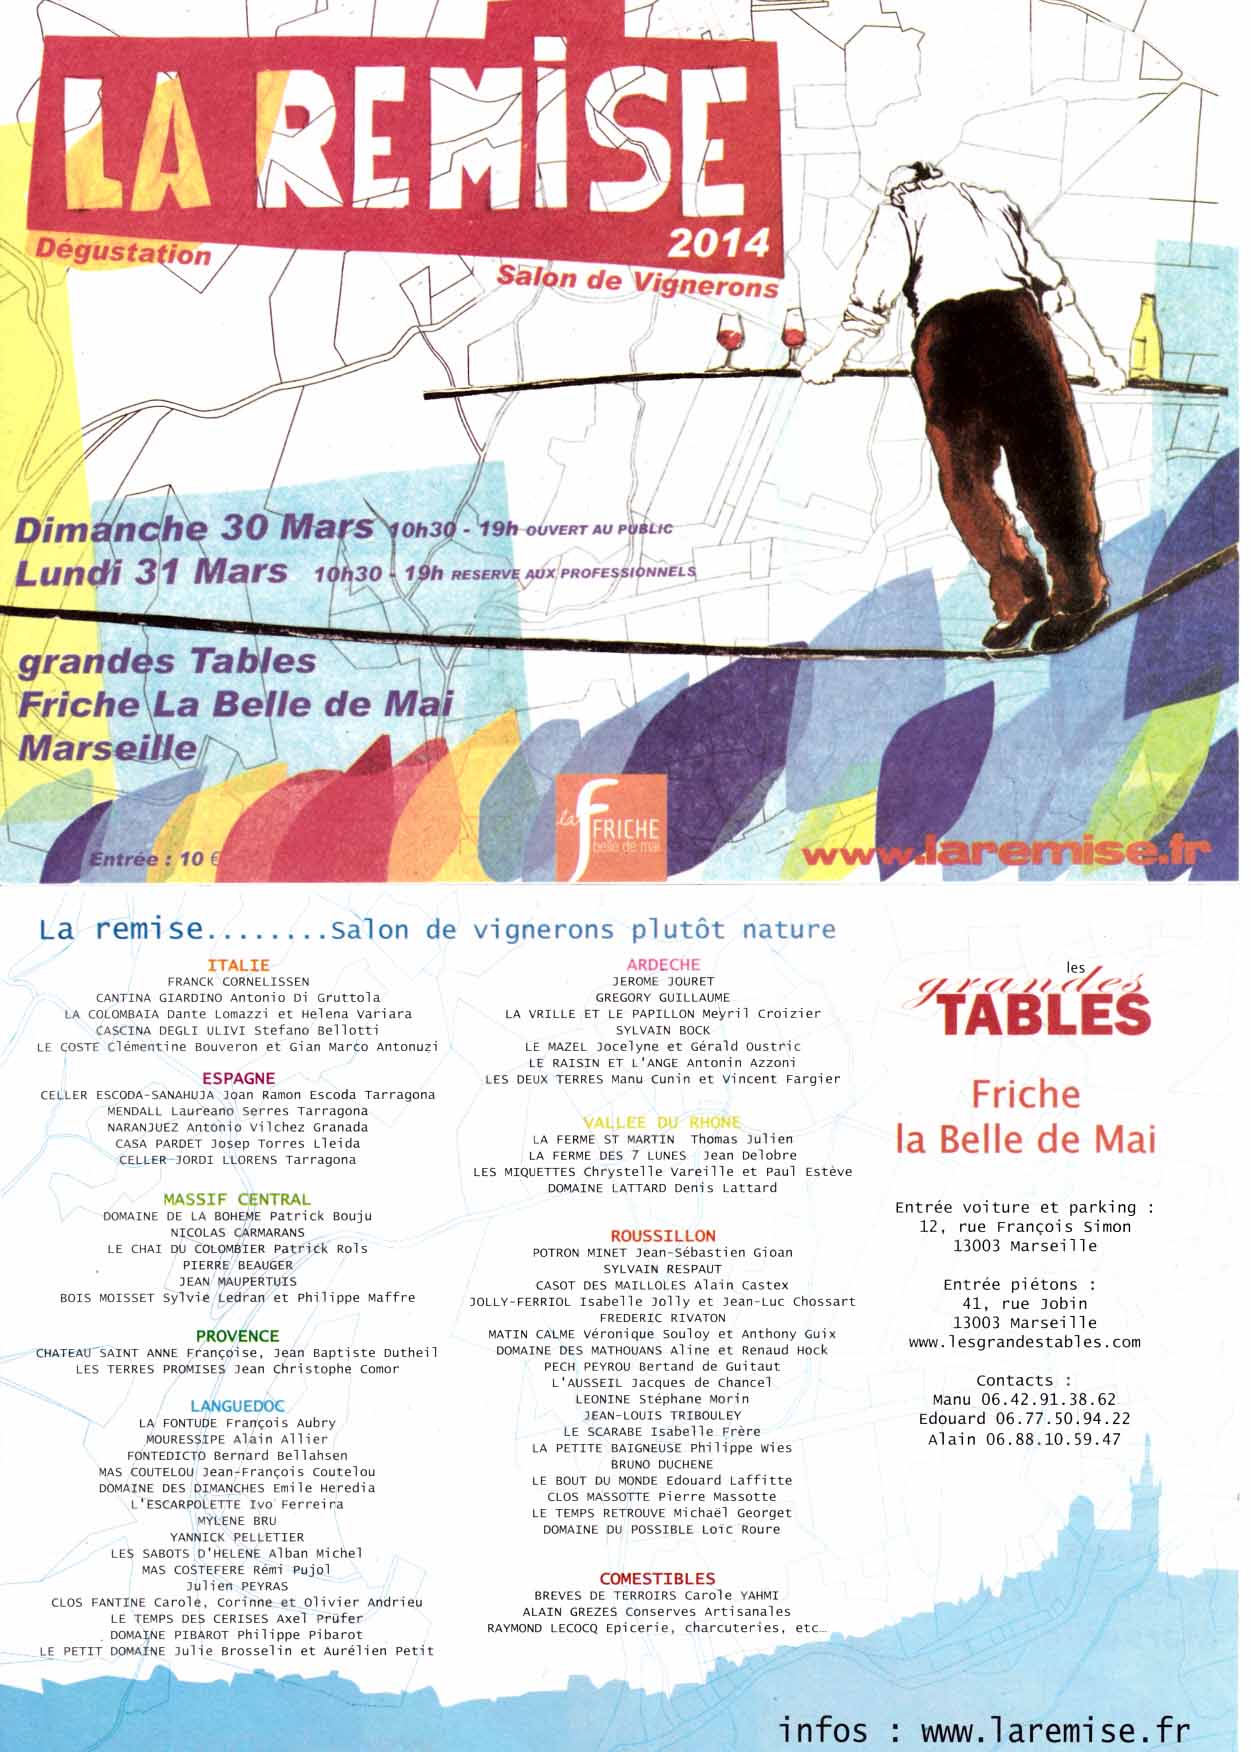 LA REMISE
2014
Dégustation
Salon de Vignerons
Dimanche 30 Mars 10h30 - 19h OUVERT AU PUBLIC
Lundi 31 Mars 10h30 - 19h RESERVE AUX PROFESSIONNELS
grandes Tables
Friche La Belle de Mai
Marseille
Entrée : 10 €
la FRICHE
belle de mai
www.laremise.fr
La remise........Salon de vignerons plutôt nature
ITALIE
FRANCK CORNELISSEN
CANTINA GIARDINO Antonio Di Gruttola
LA COLOMBAIA Dante Lomazzi et Helena Variara
CASCINA DEGLI ULIVI Stefano Bellotti
LE COSTE Clémentine Bouveron et Gian Marco Antonuzi
ESPAGNE
CELLER ESCODA-SANAHUJA Joan Ramon Escoda Tarragona
MENDALL Laureano Serres Tarragona
NARANJUEZ Antonio Vilchez Granada
CASA PARDET Josep Torres Lleida
CELLER JORDI LLORENS Tarragona
MASSIF CENTRAL
DOMAINE DE LA BOHEME Patrick Bouju
NICOLAS CARMARANS
LE CHAI DU COLOMBIER Patrick Rols
PIERRE BEAUGER
JEAN MAUPERTUIS
BOIS MOISSET Sylvie Ledran et Philippe Maffre
PROVENCE
CHATEAU SAINT ANNE Françoise, Jean Baptiste Dutheil
LES TERRES PROMISES Jean Christophe Comor
LANGUEDOC
LA FONTUDE François Aubry
MOURESSIPE Alain Allier
FONTEDICTO Bernard Bellahsen
MAS COUTELOU Jean-François Coutelou
DOMAINE DES DIMANCHES Emile Heredia
L'ESCARPOLETTE Ivo Ferreira
MYLENE BRU
YANNICK PELLETIER
LES SABOTS D'HELENE Alban Michel
MAS COSTEFERE Rémi Pujol
Julien PEYRAS
CLOS FANTINE Carole, Corinne et Olivier Andrieu
LE TEMPS DES CERISES Axel Prüfer
DOMAINE PIBAROT Philippe Pibarot
LE PETIT DOMAINE Julie Brosselin et Aurélien Petit
ARDECHE
JEROME JOURET
GREGORY GUILLAUME
LA VRILLE ET LE PAPILLON Meyril Croizier
SYLVAIN BOCK
LE MAZEL Jocelyne et Gérald Oustric
LE RAISIN ET L'ANGE Antonin Azzoni
LES DEUX TERRES Manu Cunin et Vincent Fargier
VALLEE DU RHONE
LA FERME ST MARTIN Thomas Julien
LA FERME DES 7 LUNES Jean Delobre
LES MIQUETTES Chrystelle Vareille et Paul Estève
DOMAINE LATTARD Denis Lattard
ROUSSILLON
POTRON MINET Jean-Sébastien Gioan
SYLVAIN RESPAUT
CASOT DES MAILLOLES Alain Castex
JOLLY-FERRIOL Isabelle Jolly et Jean-Luc Chossart
FREDERIC RIVATON
MATIN CALME Véronique Souloy et Anthony Guix
DOMAINE DES MATHOUANS Aline et Renaud Hock
PECH PEYROU Bertrand de Guitaut
L'AUSSEIL Jacques de Chancel
LEONINE Stéphane Morin
JEAN-LOUIS TRIBOULEY
LE SCARABE Isabelle Frère
LA PETITE BAIGNEUSE Philippe Wies
BRUNO DUCHENE
LE BOUT DU MONDE Edouard Laffitte
CLOS MASSOTTE Pierre Massotte
LE TEMPS RETROUVE Michaël Georget
DOMAINE DU POSSIBLE Loïc Roure
COMESTIBLES
BREVES DE TERROIRS Carole YAHMI
ALAIN GREZES Conserves Artisanales
RAYMOND LECOCQ Epicerie, charcuteries, etc…
les
grandes
TABLES
Friche
la Belle de Mai
Entrée voiture et parking :
12, rue François Simon
13003 Marseille
Entrée piétons :
41, rue Jobin
13003 Marseille
www.lesgrandestables.com
Contacts :
Manu 06.42.91.38.62
Edouard 06.77.50.94.22
Alain 06.88.10.59.47
infos : www.laremise.fr